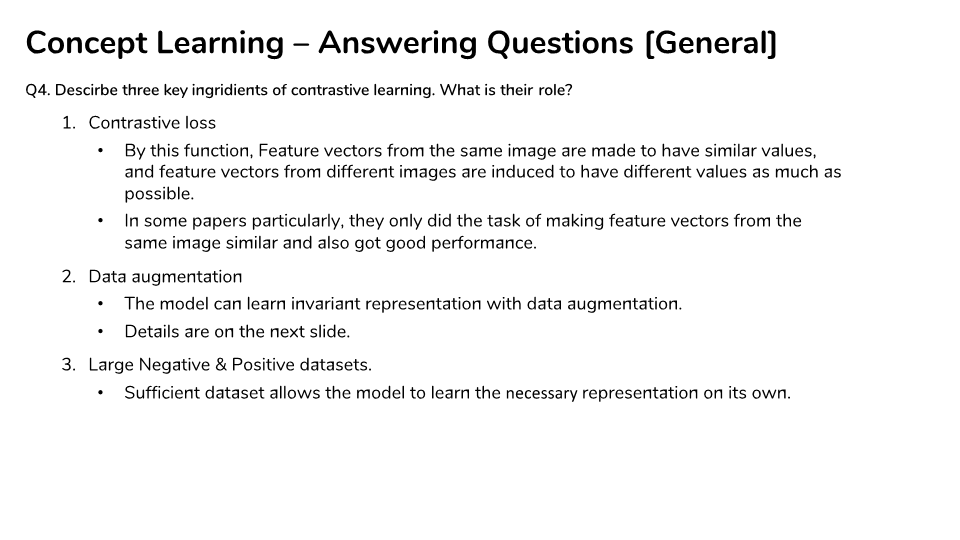 Concept Learning – Answering Questions [General]
Q4. Descirbe three key ingridients of contrastive learning. What is their role?
1. Contrastive loss
• By this function, Feature vectors from the same image are made to have similar values,
and feature vectors from different images are induced to have different values as much as
possible.
• In some papers particularly, they only did the task of making feature vectors from the
same image similar and also got good performance.
2. Data augmentation
• The model can learn invariant representation with data augmentation.
• Details are on the next slide.
3. Large Negative & Positive datasets.
• Sufficient dataset allows the model to learn the necessary representation on its own.